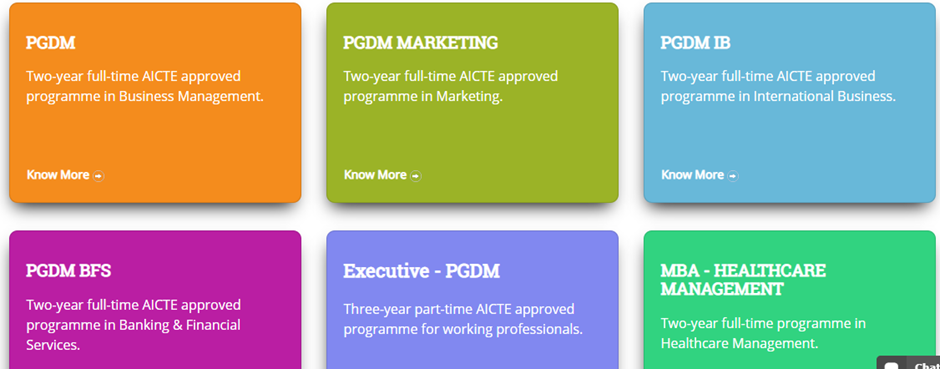 PGDM
Two-year full-time AICTE approved
programme in Business Management.
Know More
PGDM MARKETING
Two-year full-time AICTE approved
programme in Marketing.
Know More
PGDM IB
Two-year full-time AICTE approved
programme in International Business.
Know More
PGDM BFS
Two-year full-time AICTE approved
programme in Banking & Financial
Services.
Executive - PGDM
Three-year part-time AICTE approved
programme for working professionals.
MBA - HEALTHCARE
MANAGEMENT
Two-year full-time programme in
Healthcare Management.
Chat